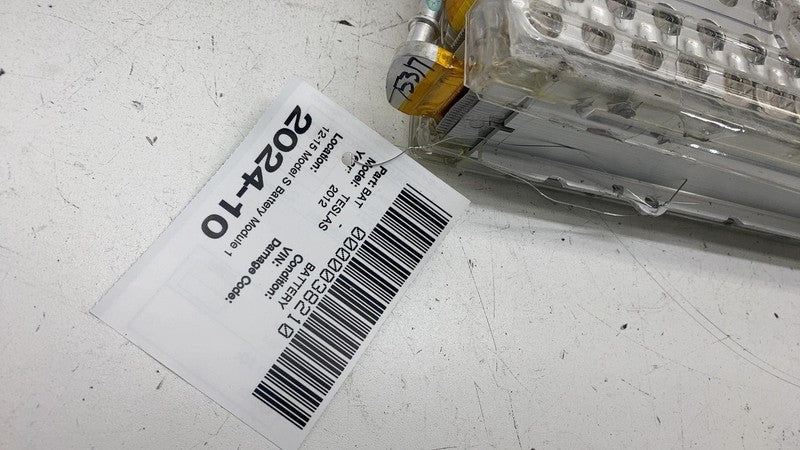 2024-10
12-15 Model S Battery Module 1
Location:
VIN:
Damage Code:
Condition:
BATTERY
Part: BAT
Year: 2012
Model: TESLAS
0000038210